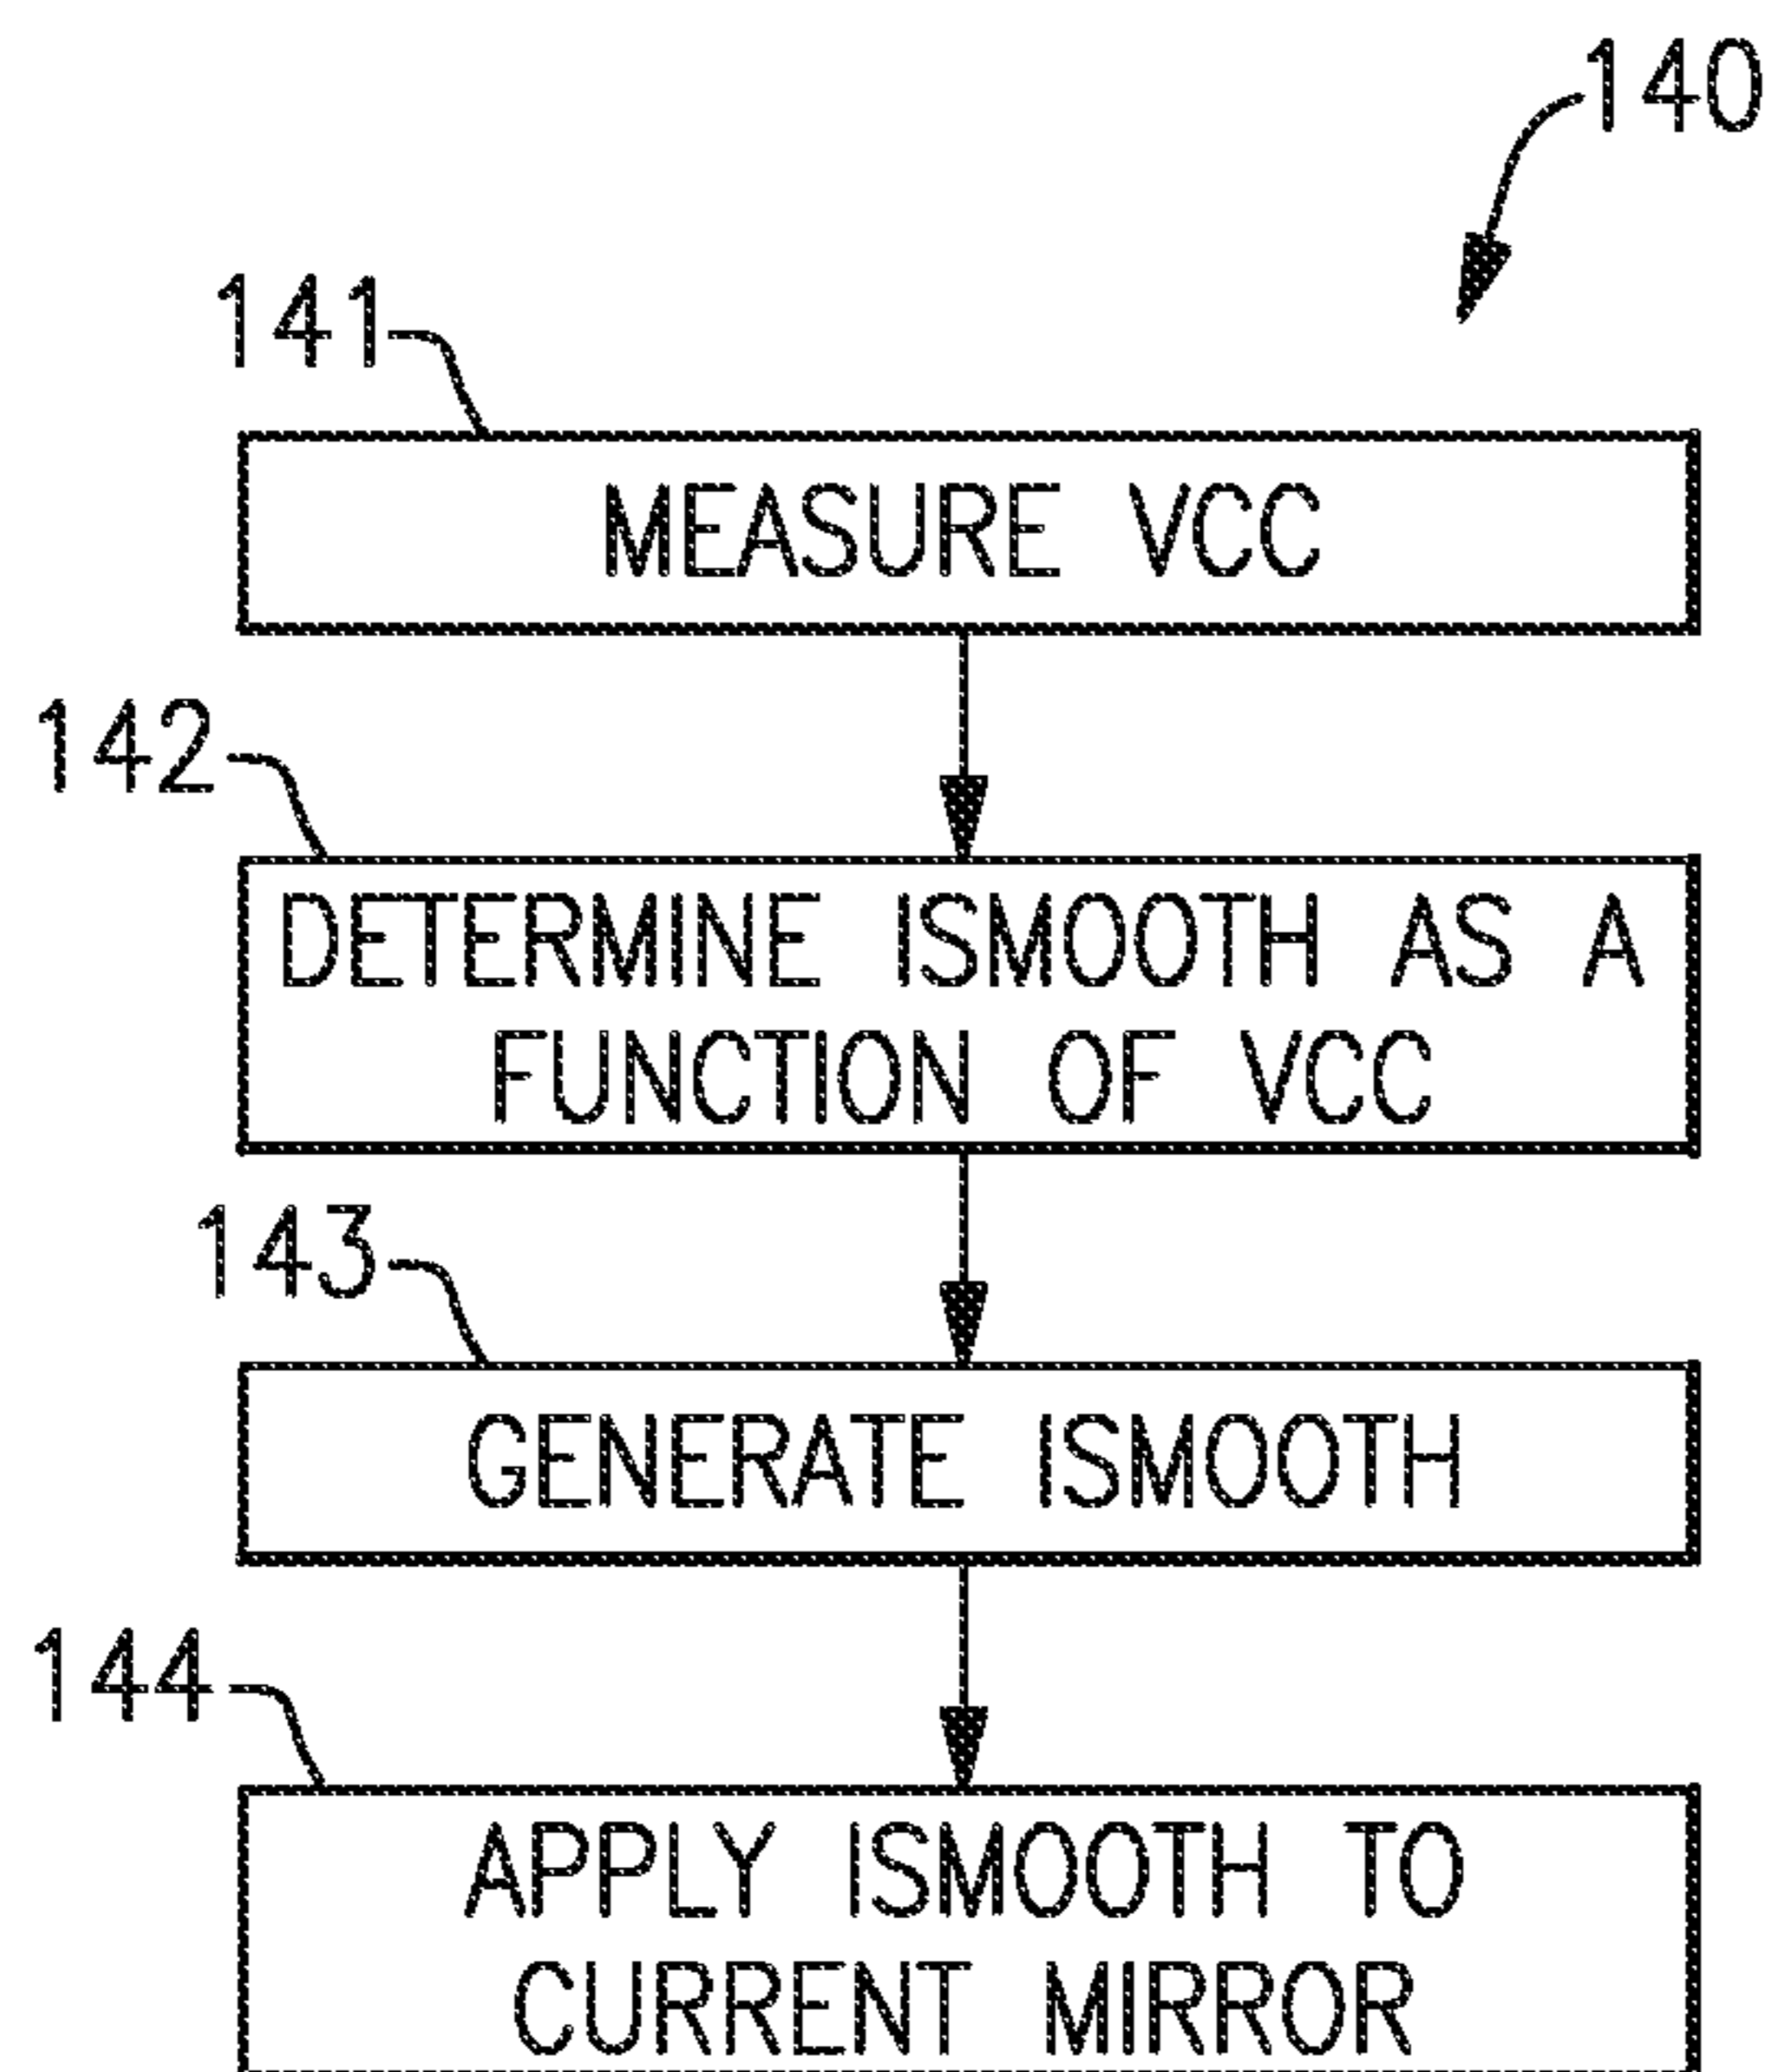 140
141
MEASURE VCC
142
DETERMINE ISMOOTH AS A
FUNCTION OF VCC
143
GENERATE ISMOOTH
144
APPLY ISMOOTH TO
CURRENT MIRROR